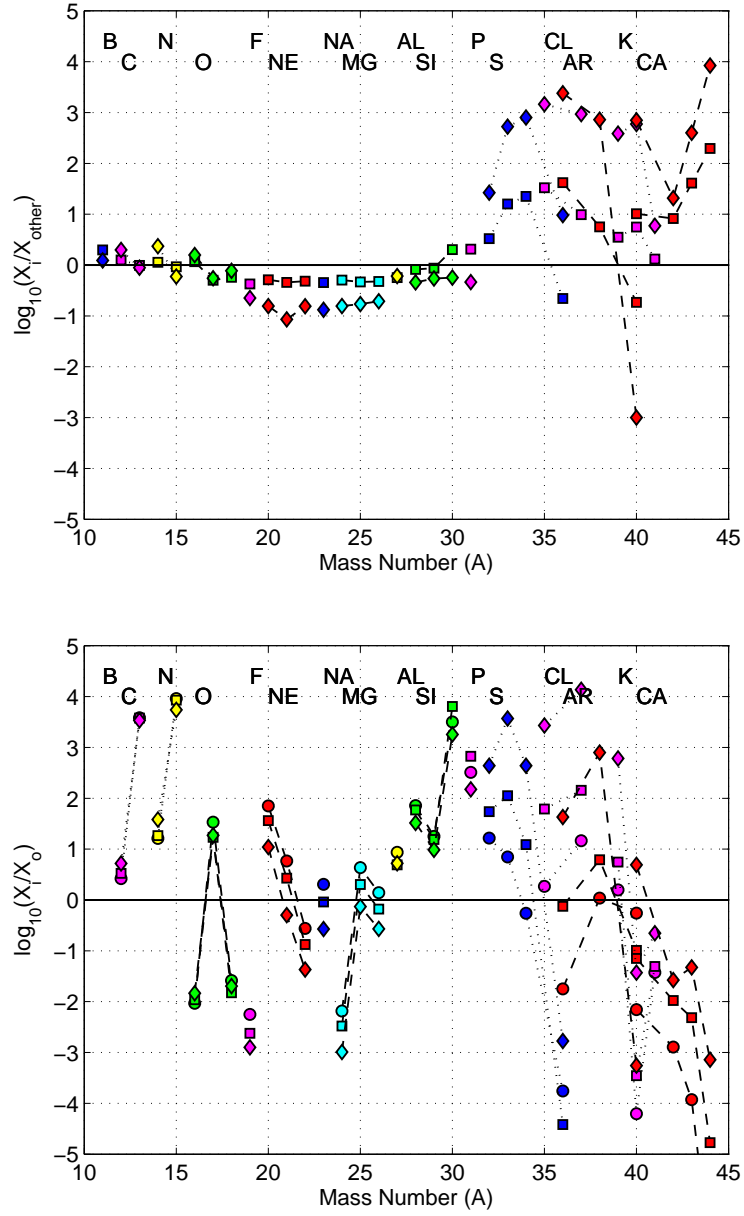 5
B N F NA AL P CL K
4
C O NE MG SI S AR CA
3
2
1
0
−1
−2
−3
−4
−5
log10(Xi/Xother)
10 15 20 25 30 35 40 45
Mass Number (A)
5
B N F NA AL P CL K
4
C O NE MG SI S AR CA
3
2
1
0
−1
−2
−3
−4
−5
log10(Xi/Xo)
10 15 20 25 30 35 40 45
Mass Number (A)